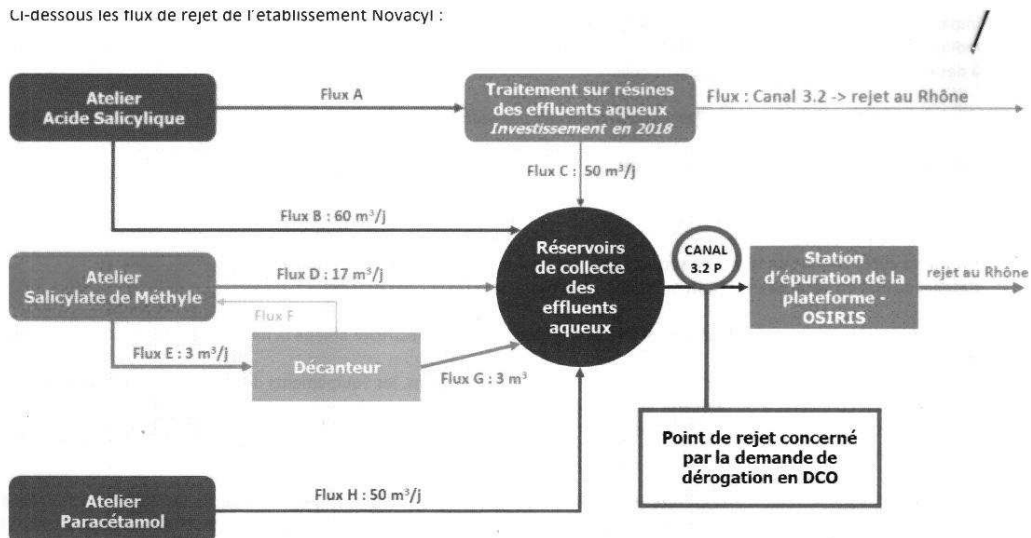 Ci-dessous les flux de rejet de l'établissement Novacyl :
Atelier
Acide Salicylique
Flux A
Traitement sur résines
des effluents aqueux
Investissement en 2018
Flux : Canal 3.2 -> rejet au Rhône
Flux C : 50 m³/j
Flux B : 60 m³/j
Réservoirs
de collecte
des
effluents
aqueux
CANAL
3.2 P
Station
d'épuration de la
plateforme -
OSIRIS
rejet au Rhône
Atelier
Salicylate de Méthyle
Flux D : 17 m³/j
Flux F
Flux E : 3 m³/j
Décanteur
Flux G : 3 m³
Point de rejet concerné
par la demande de
dérogation en DCO
Atelier
Paracétamol
Flux H : 50 m³/j